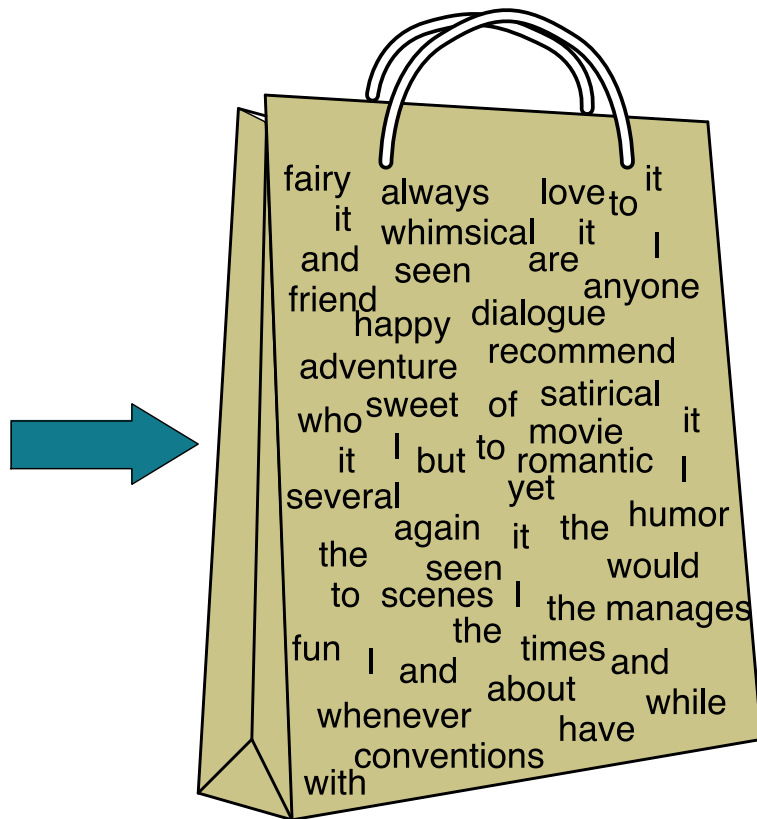 fairy always love to it
it whimsical it I
and seen are anyone
friend happy dialogue
adventure recommend
who sweet of satirical it
it I but to movie romantic I
several yet
again it the humor
the seen would
to scenes I the manages
fun I and the times and
whenever about while
with conventions have